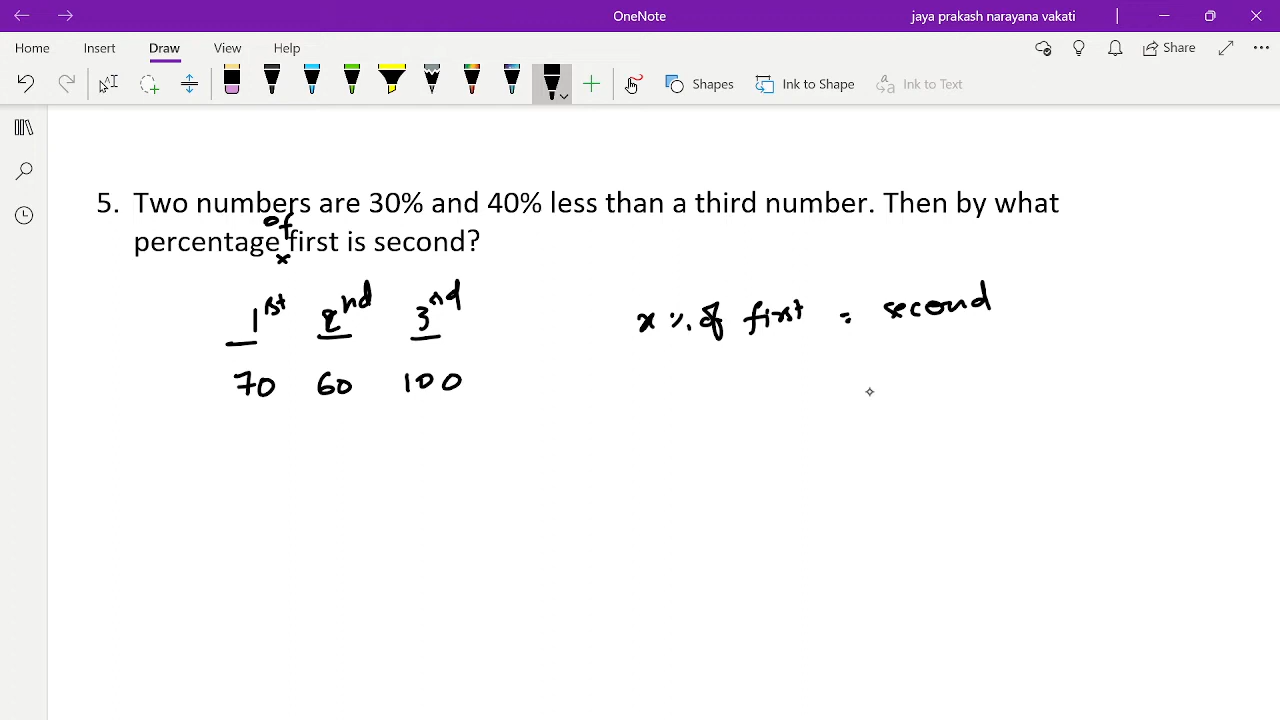 OneNote
jaya prakash narayana vakati
Home Insert Draw View Help
Share
Shapes Ink to Shape Ink to Text
5. Two numbers are 30% and 40% less than a third number. Then by what
of
percentage first is second?
x
1st 2nd 3nd
x % of first = second
70 60 100